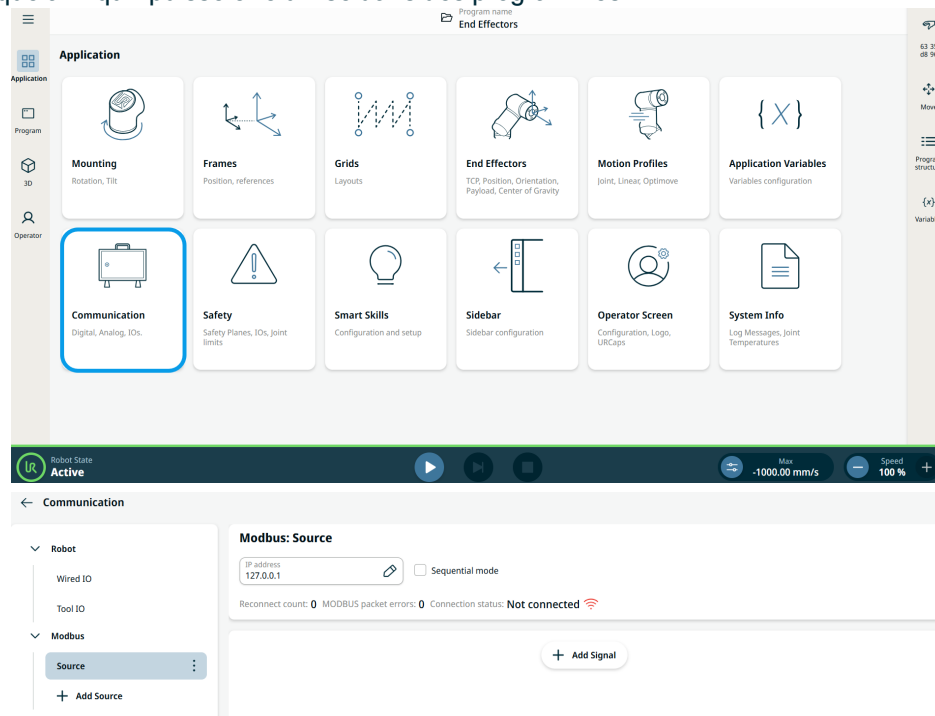 Program name
End Effectors
63 35
d8 96
Application
Application
Program
3D
Operator
Move
{x}
Mounting
Rotation, Tilt
Frames
Position, references
Grids
Layouts
End Effectors
TCP, Position, Orientation,
Payload, Center of Gravity
Motion Profiles
Joint, Linear, Optimove
{X}
Application Variables
Variables configuration
Communication
Digital, Analog, IOs.
Safety
Safety Planes, IOs, Joint
limits
Smart Skills
Configuration and setup
Sidebar
Sidebar configuration
Operator Screen
Configuration, Logo,
URCaps
System Info
Log Messages, Joint
Temperatures
UR
Robot State
Active
Max
-1000.00 mm/s
Speed
100 %
Communication
Robot
Wired IO
Tool IO
Modbus
Source
Add Source
Modbus: Source
IP address
127.0.0.1
Sequential mode
Reconnect count: 0 MODBUS packet errors: 0 Connection status: Not connected
Add Signal